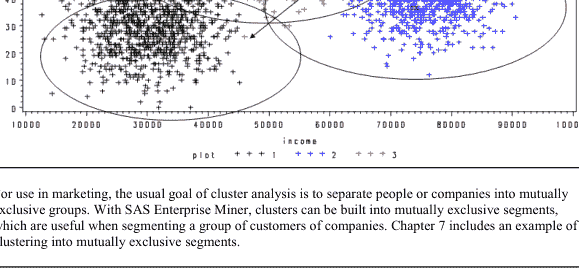 30
20
10
0
10000 20000 30000 40000 50000 60000 70000 80000 90000
income
plot 1 2 3
or use in marketing, the usual goal of cluster analysis is to separate people or companies into mutually
xclusive groups. With SAS Enterprise Miner, clusters can be built into mutually exclusive segments,
which are useful when segmenting a group of customers of companies. Chapter 7 includes an example of
lustering into mutually exclusive segments.